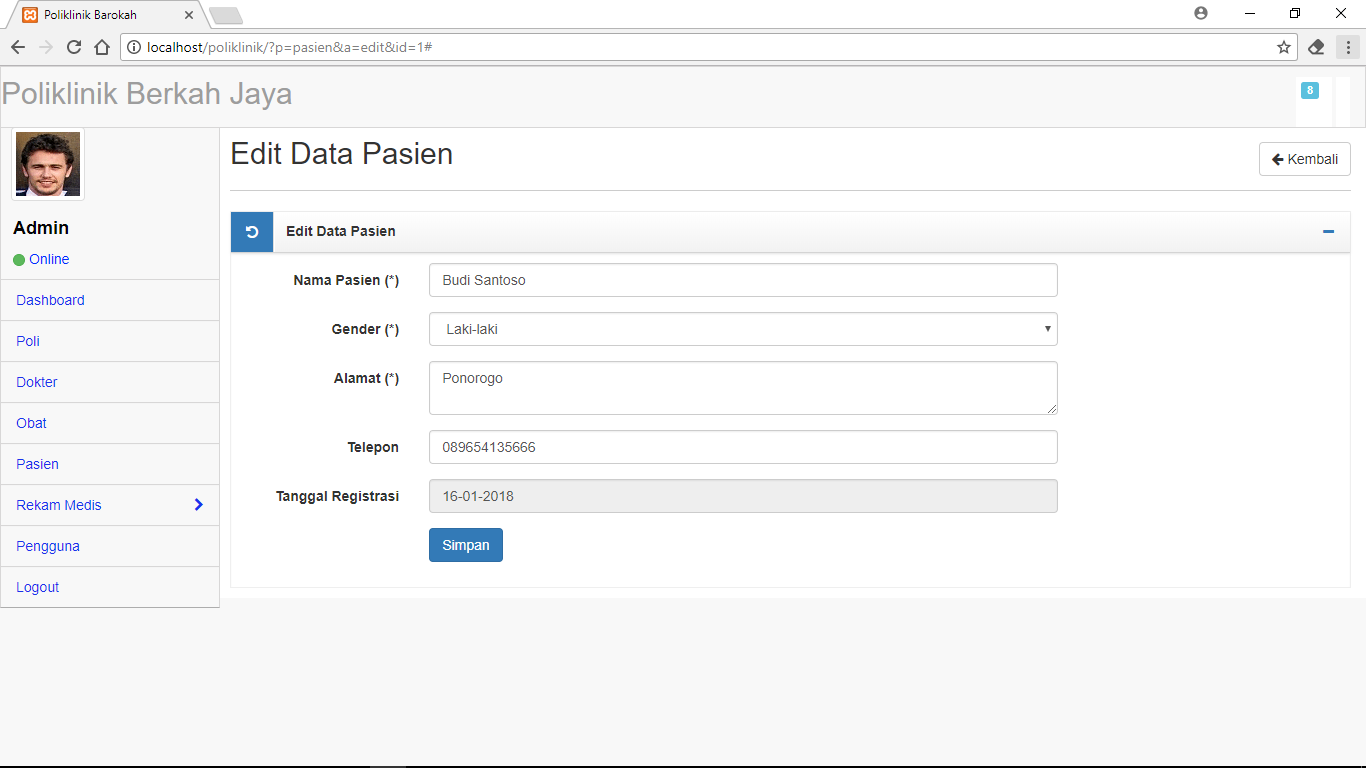 Poliklinik Barokah
localhost/poliklinik/?p=pasien&a=edit&id=1#
Poliklinik Berkah Jaya
8
Admin
Online
Dashboard
Poli
Dokter
Obat
Pasien
Rekam Medis
Pengguna
Logout
Edit Data Pasien
Kembali
Edit Data Pasien
Nama Pasien (*) Budi Santoso
Gender (*) Laki-laki
Alamat (*) Ponorogo
Telepon 089654135666
Tanggal Registrasi 16-01-2018
Simpan